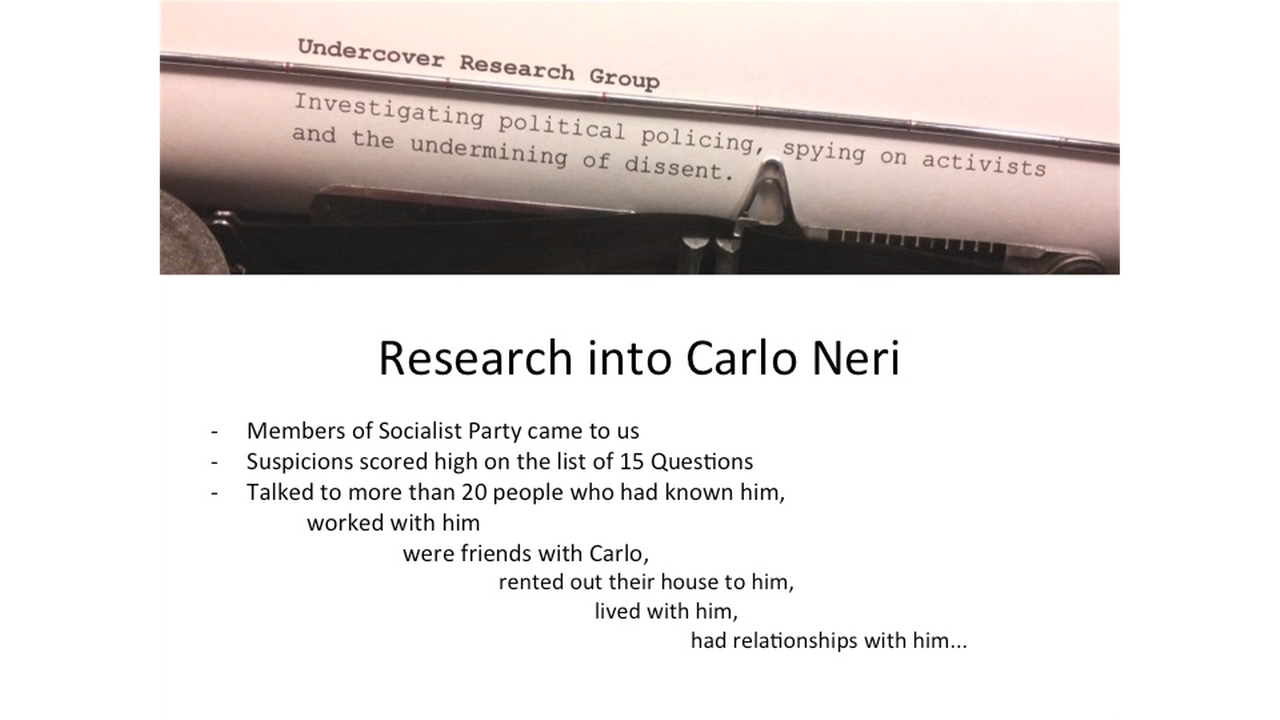 Undercover Research Group
Investigating political policing, spying on activists
and the undermining of dissent.
Research into Carlo Neri
- Members of Socialist Party came to us
- Suspicions scored high on the list of 15 Questions
- Talked to more than 20 people who had known him,
worked with him
were friends with Carlo,
rented out their house to him,
lived with him,
had relationships with him...